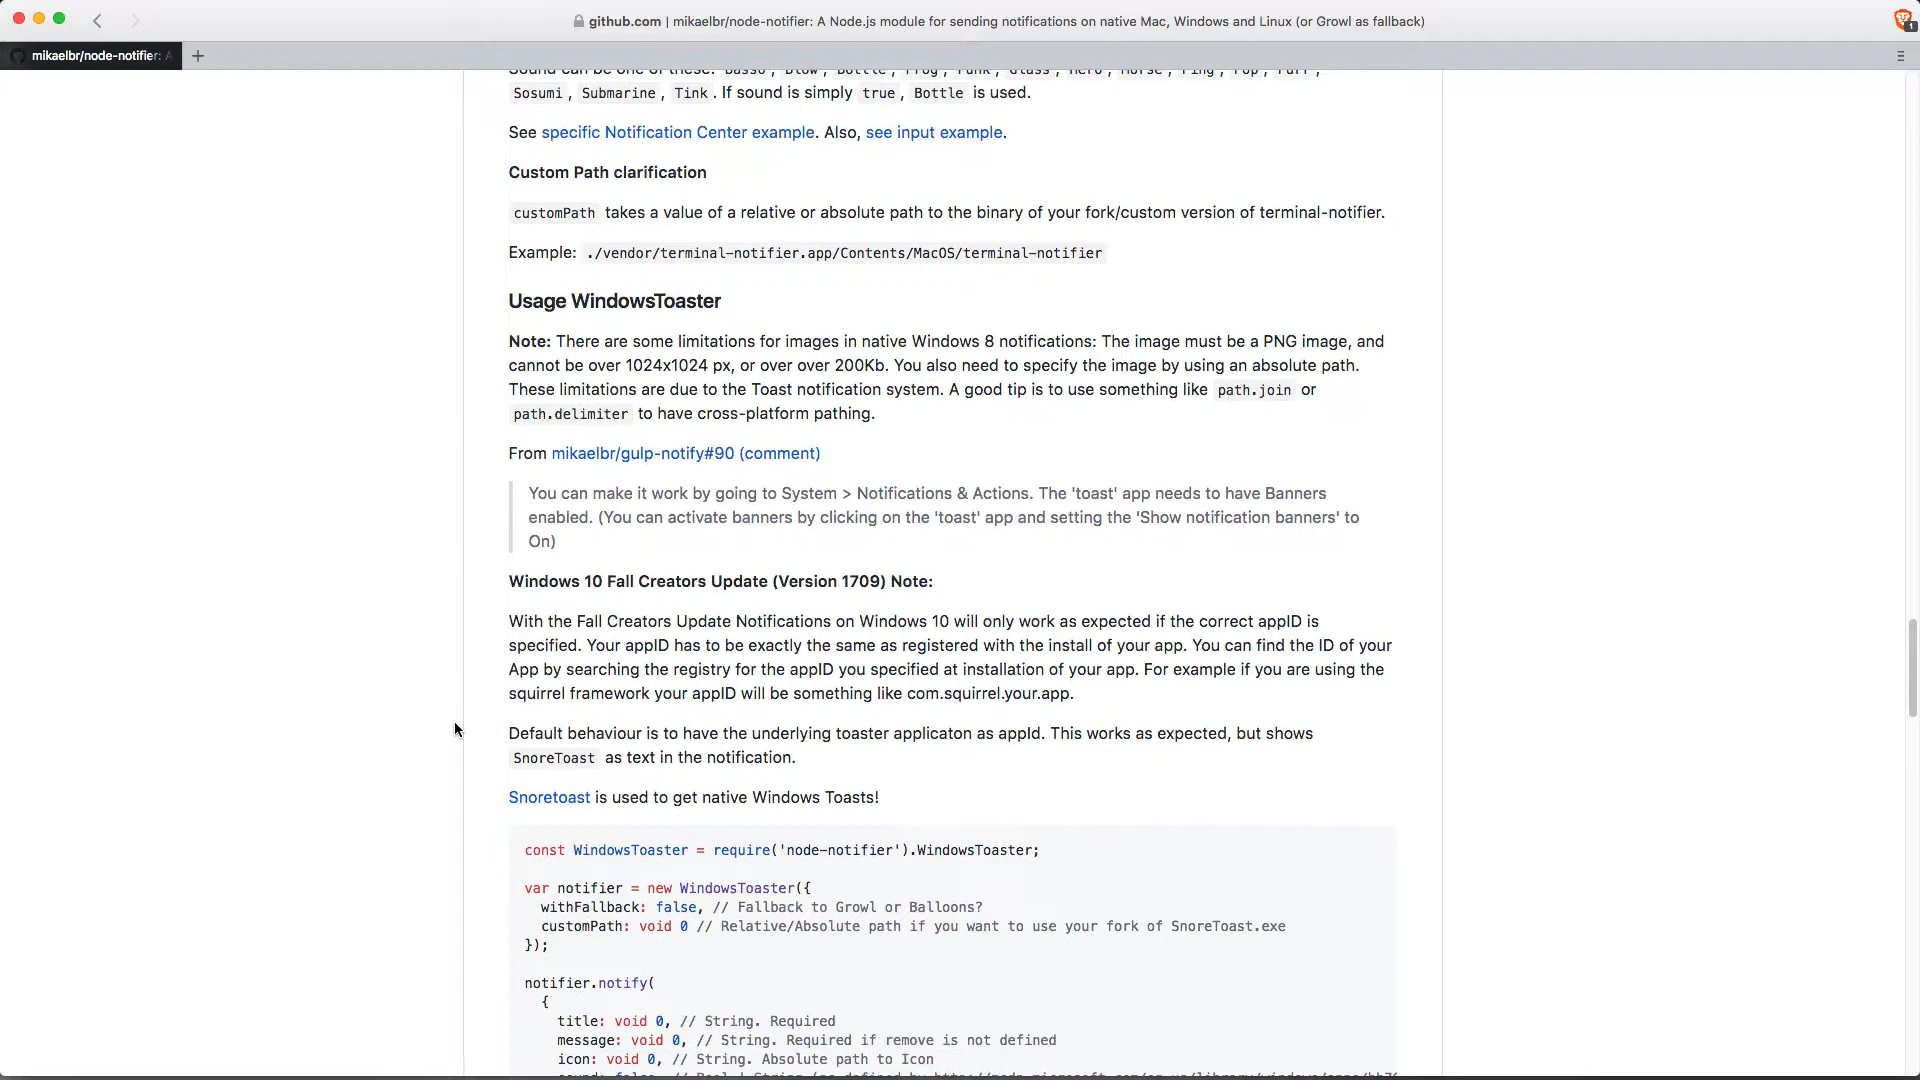 github.com | mikaelbr/node-notifier: A Node.js module for sending notifications on native Mac, Windows and Linux (or Growl as fallback)
1
mikaelbr/node-notifier: A
Sound can be one of these: Basso, Blow, Bottle, Frog, Funk, Glass, Hero, Morse, Ping, Pop, Purr,
Sosumi, Submarine, Tink. If sound is simply true, Bottle is used.
See specific Notification Center example. Also, see input example.
Custom Path clarification
customPath takes a value of a relative or absolute path to the binary of your fork/custom version of terminal-notifier.
Example: ./vendor/terminal-notifier.app/Contents/MacOS/terminal-notifier
Usage WindowsToaster
Note: There are some limitations for images in native Windows 8 notifications: The image must be a PNG image, and
cannot be over 1024x1024 px, or over over 200Kb. You also need to specify the image by using an absolute path.
These limitations are due to the Toast notification system. A good tip is to use something like path.join or
path.delimiter to have cross-platform pathing.
From mikaelbr/gulp-notify#90 (comment)
You can make it work by going to System > Notifications & Actions. The 'toast' app needs to have Banners
enabled. (You can activate banners by clicking on the 'toast' app and setting the 'Show notification banners' to
On)
Windows 10 Fall Creators Update (Version 1709) Note:
With the Fall Creators Update Notifications on Windows 10 will only work as expected if the correct appID is
specified. Your appID has to be exactly the same as registered with the install of your app. You can find the ID of your
App by searching the registry for the appID you specified at installation of your app. For example if you are using the
squirrel framework your appID will be something like com.squirrel.your.app.
Default behaviour is to have the underlying toaster applicaton as appId. This works as expected, but shows
SnoreToast as text in the notification.
Snoretoast is used to get native Windows Toasts!
const WindowsToaster = require('node-notifier').WindowsToaster;
var notifier = new WindowsToaster({
withFallback: false, // Fallback to Growl or Balloons?
customPath: void 0 // Relative/Absolute path if you want to use your fork of SnoreToast.exe
});
notifier.notify(
{
title: void 0, // String. Required
message: void 0, // String. Required if remove is not defined
icon: void 0, // String. Absolute path to Icon